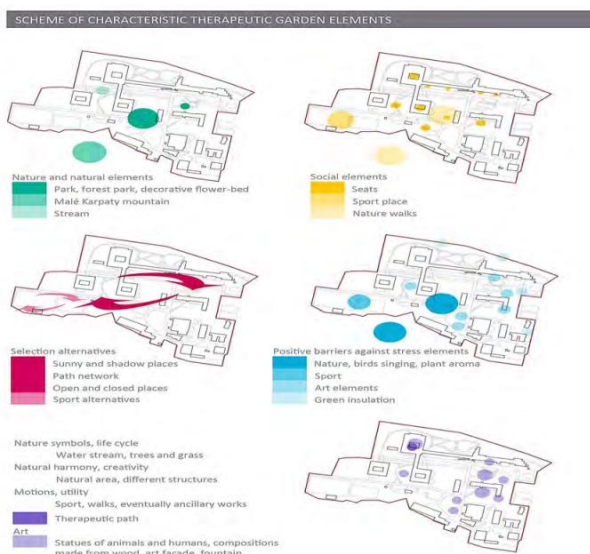 SCHEME OF CHARACTERISTIC THERAPEUTIC GARDEN ELEMENTS
Nature and natural elements
Park, forest park, decorative flower-bed
Malé Karpaty mountain
Stream
Social elements
Seats
Sport place
Nature walks
Selection alternatives
Sunny and shadow places
Path network
Open and closed places
Sport alternatives
Positive barriers against stress elements
Nature, birds singing, plant aroma
Sport
Art elements
Green insulation
Nature symbols, life cycle
Water stream, trees and grass
Natural harmony, creativity
Natural area, different structures
Motions, utility
Sport, walks, eventually ancillary works
Therapeutic path
Art
Statues of animals and humans, compositions
made from wood, art façade, fountain